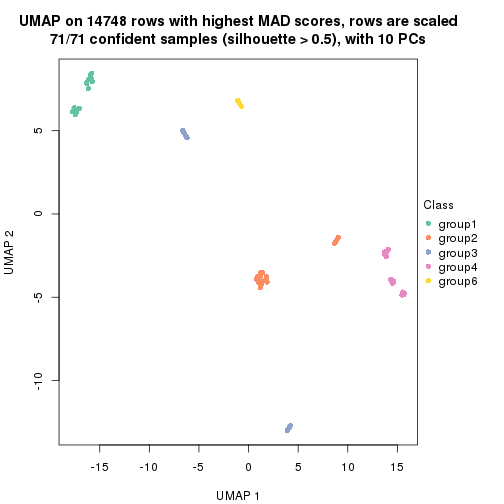 UMAP on 14748 rows with highest MAD scores, rows are scaled
71/71 confident samples (silhouette > 0.5), with 10 PCs
5
0
-5
-10
UMAP 2
-15
-10
-5
0
5
10
15
UMAP 1
Class
group1
group2
group3
group4
group6